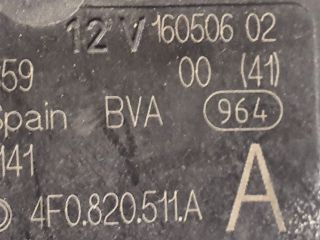 12 V 160506 02
59 00 (41)
Spain BVA 964
141
4F0.820.511.A A